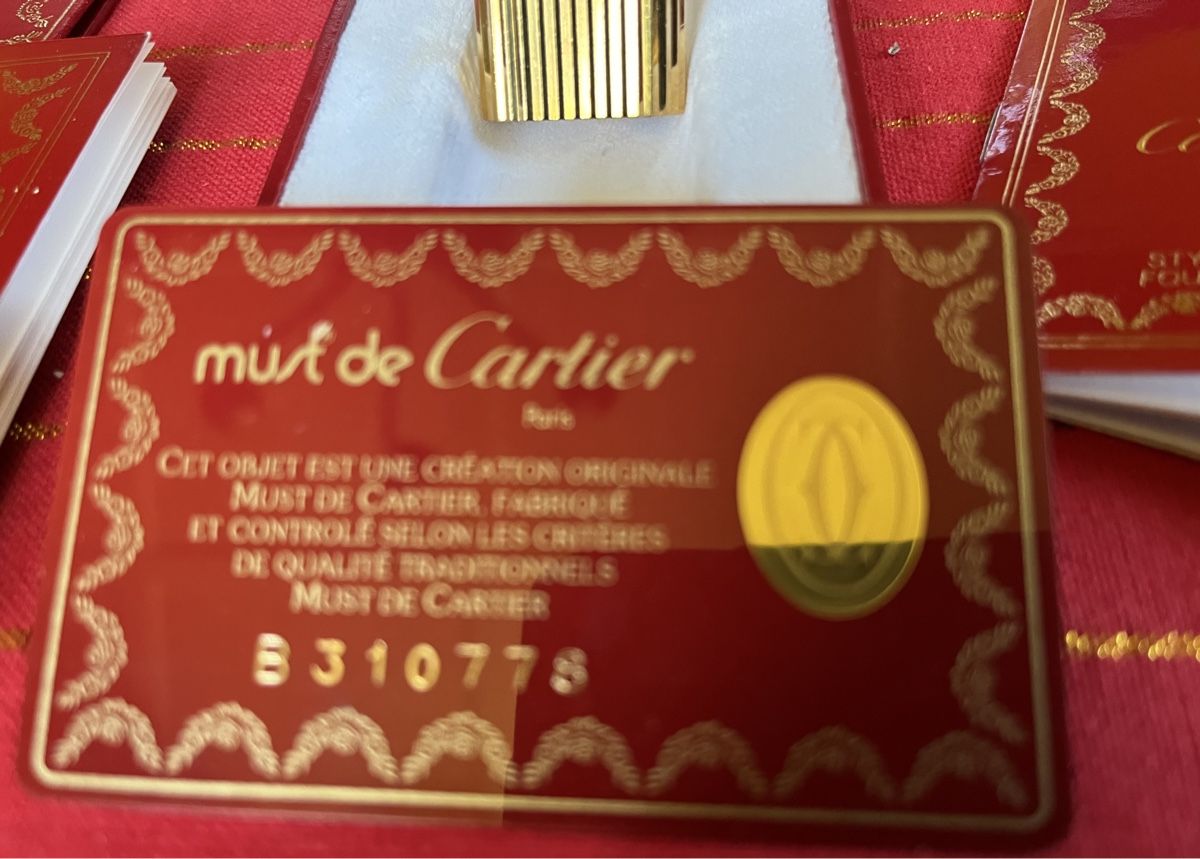 must de Cartier
Paris
CET OBJET EST UNE CRÉATION ORIGINALE
MUST DE CARTIER, FABRIQUÉ
ET CONTROLÉ SELON LES CRITÈRES
DE QUALITÉ TRADITIONNELS
MUST DE CARTIER
B310778